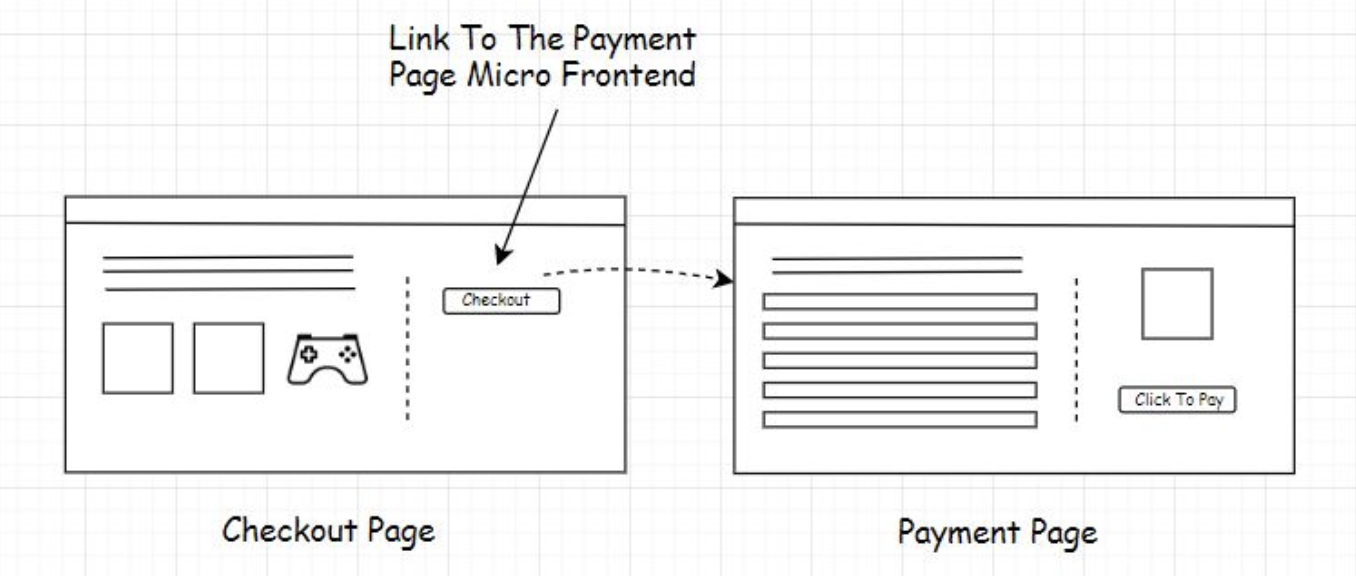 Link To The Payment
Page Micro Frontend
Checkout
Click To Pay
Checkout Page
Payment Page